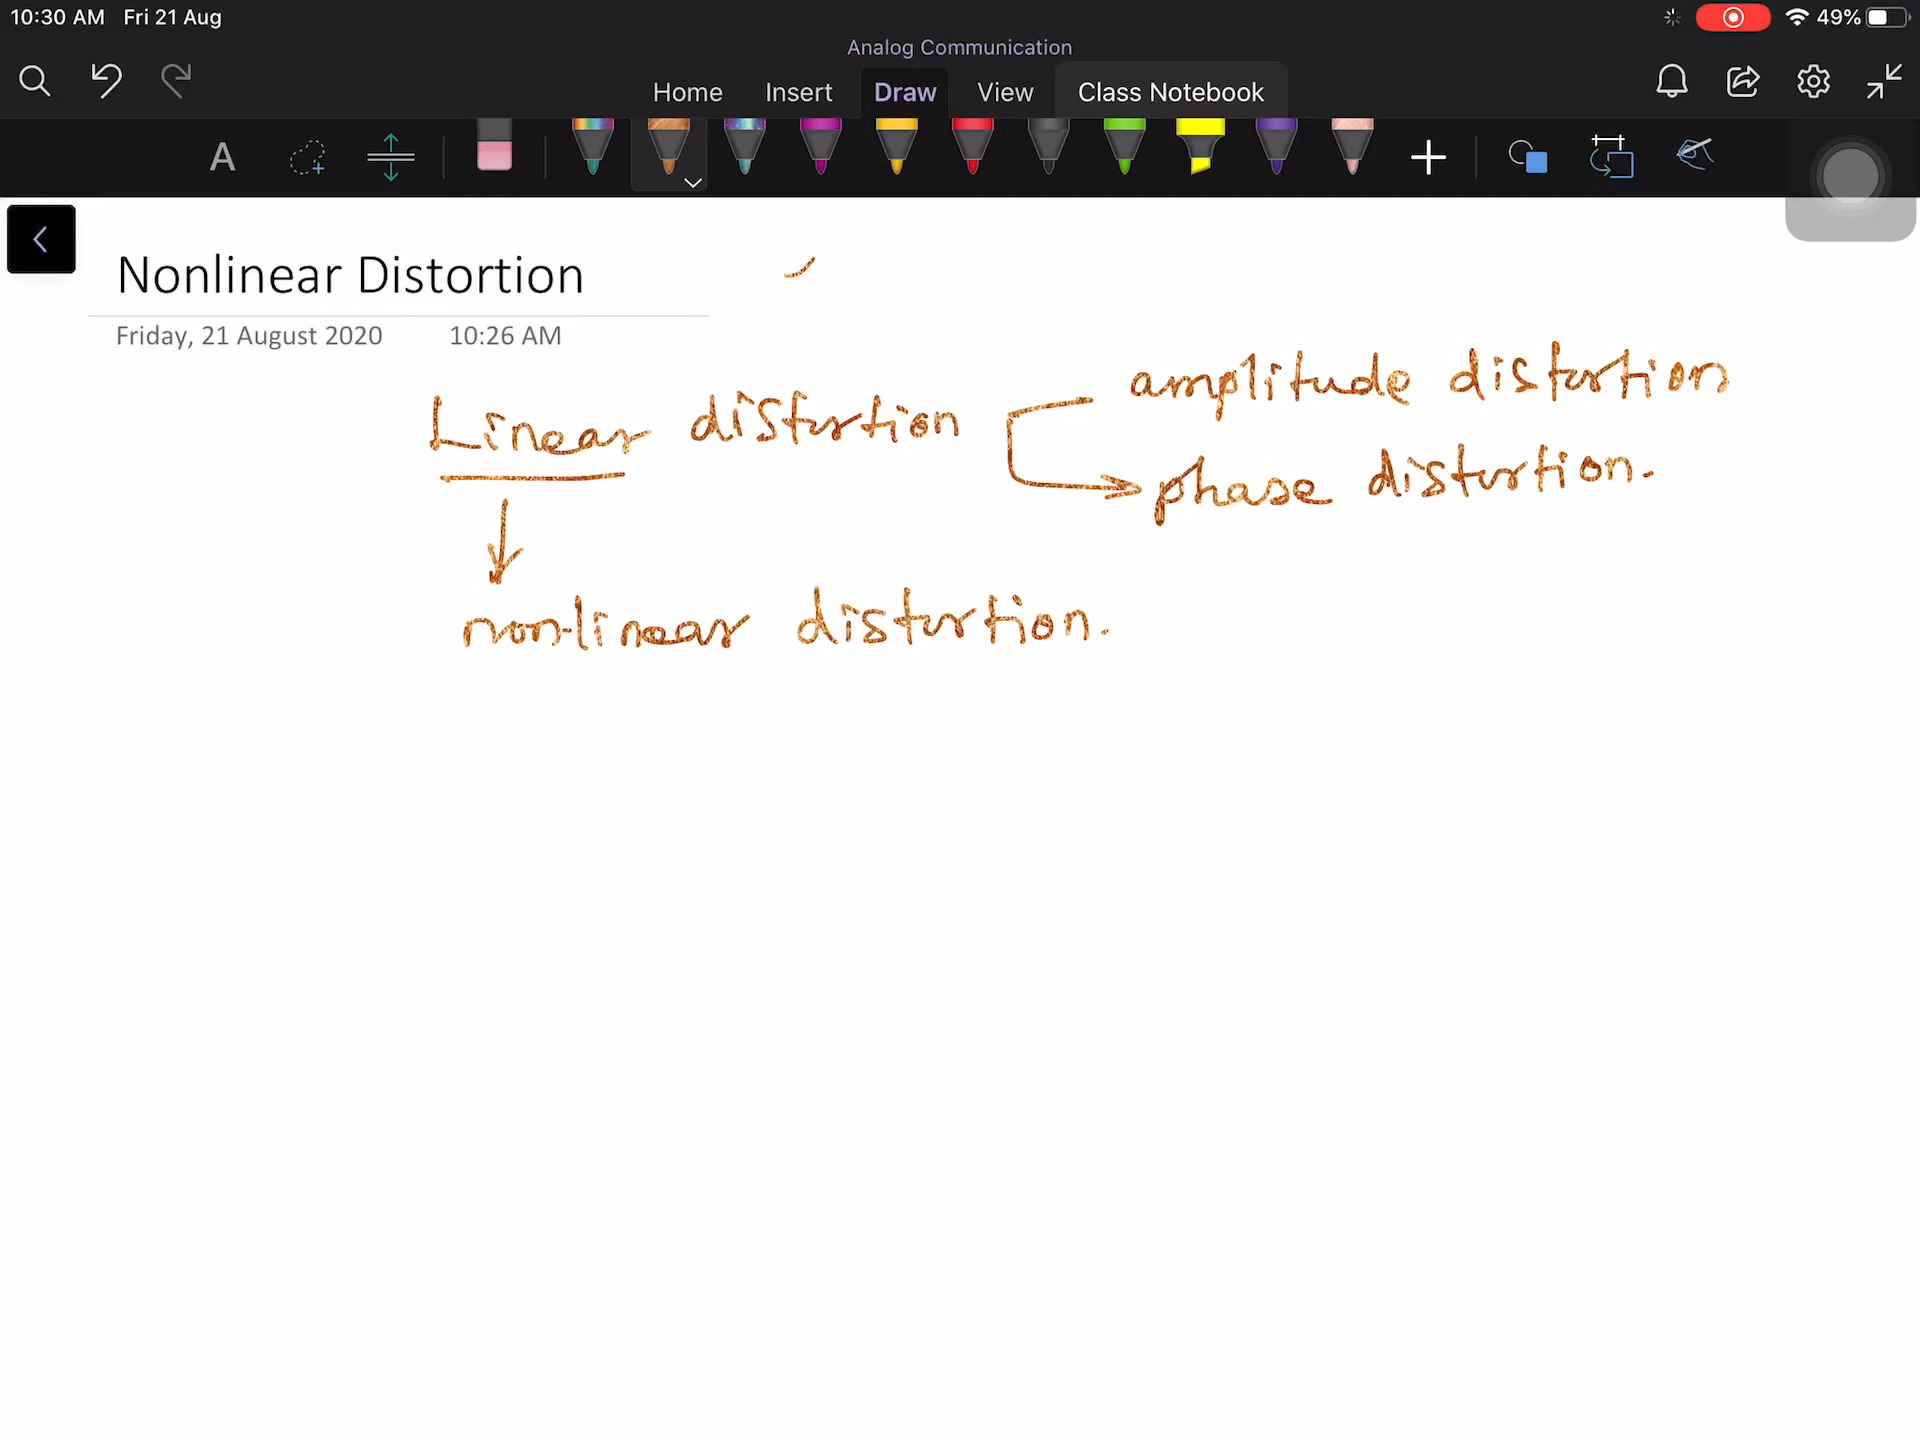 10:30 AM Fri 21 Aug 49%
Analog Communication
Home Insert Draw View Class Notebook
A
Nonlinear Distortion
Friday, 21 August 2020 10:26 AM
amplitude distortion
Linear distortion
phase distortion.
non-linear distortion.